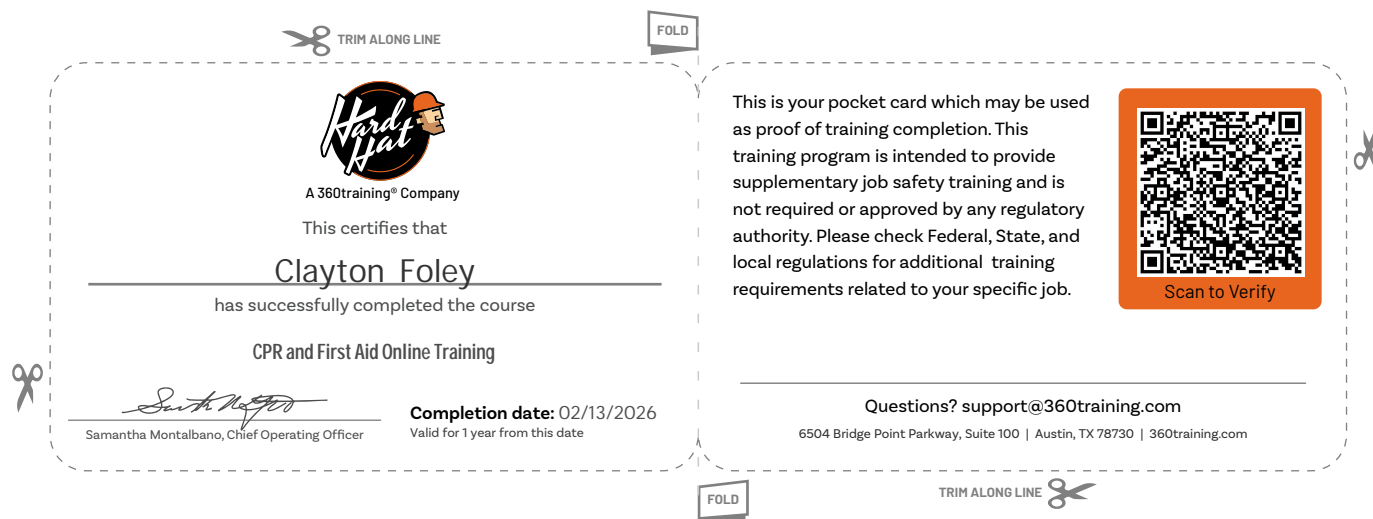 TRIM ALONG LINE
FOLD
Hard
Hat
A 360training® Company
This certifies that
Clayton Foley
has successfully completed the course
CPR and First Aid Online Training
Samantha Montalbano, Chief Operating Officer
Completion date: 02/13/2026
Valid for 1 year from this date
This is your pocket card which may be used
as proof of training completion. This
training program is intended to provide
supplementary job safety training and is
not required or approved by any regulatory
authority. Please check Federal, State, and
local regulations for additional training
requirements related to your specific job.
Scan to Verify
Questions? support@360training.com
6504 Bridge Point Parkway, Suite 100 | Austin, TX 78730 | 360training.com
FOLD
TRIM ALONG LINE